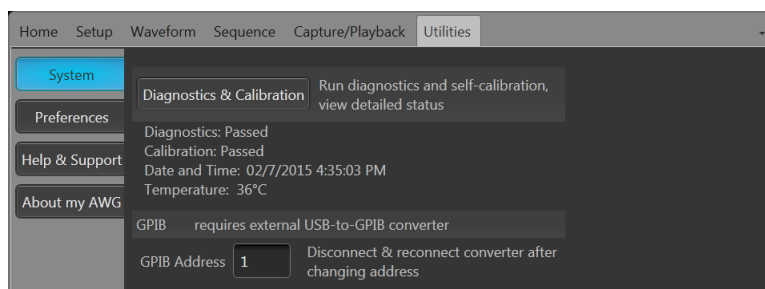 Home Setup Waveform Sequence Capture/Playback Utilities
System
Preferences
Help & Support
About my AWG
Diagnostics & Calibration
Run diagnostics and self-calibration,
view detailed status
Diagnostics: Passed
Calibration: Passed
Date and Time: 02/7/2015 4:35:03 PM
Temperature: 36°C
GPIB requires external USB-to-GPIB converter
GPIB Address 1
Disconnect & reconnect converter after
changing address